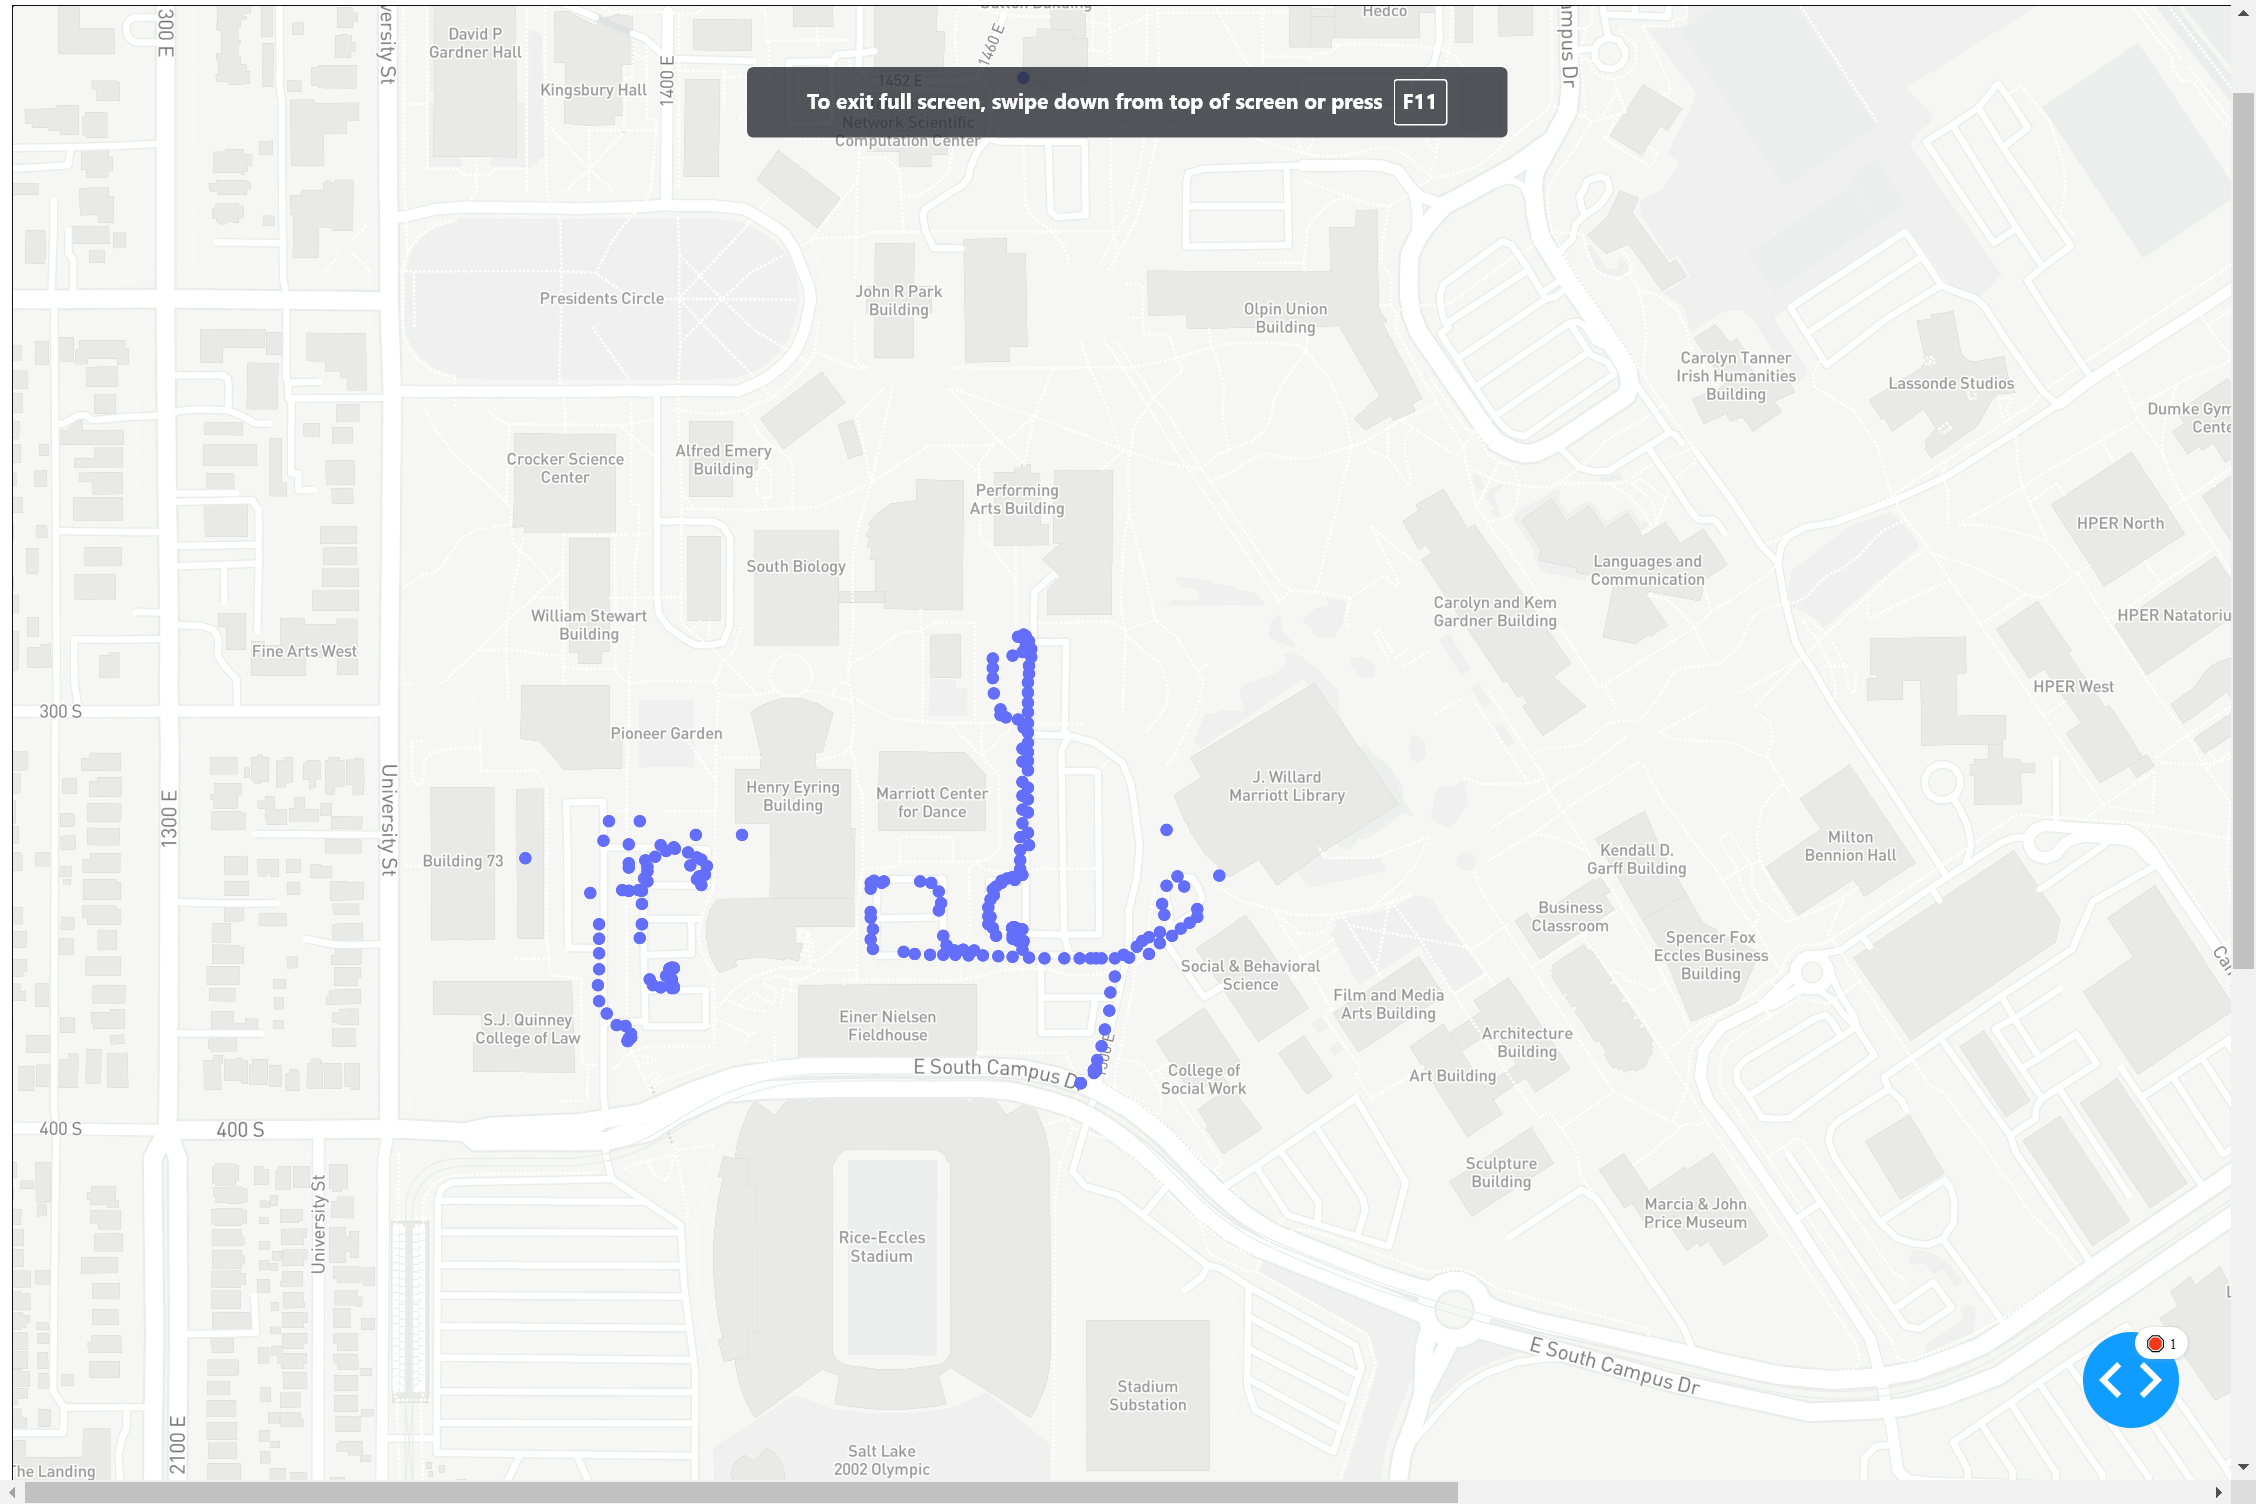 300 E
University St
David P
Gardner Hall
Kingsbury Hall
1400 E
1460 E
Hedco
Campus Dr
1452 E
To exit full screen, swipe down from top of screen or press F11
Network Scientific
Computation Center
Presidents Circle
John R Park
Building
Olpin Union
Building
Carolyn Tanner
Irish Humanities
Building
Lassonde Studios
Dumke Gym
Cente
Crocker Science
Center
Alfred Emery
Building
Performing
Arts Building
HPER North
South Biology
Languages and
Communication
William Stewart
Building
Carolyn and Kem
Gardner Building
HPER Natatoriu
Fine Arts West
HPER West
300 S
Pioneer Garden
1300 E
University St
Henry Eyring
Building
Marriott Center
for Dance
J. Willard
Marriott Library
Building 73
Milton
Bennion Hall
Kendall D.
Garff Building
Business
Classroom
Spencer Fox
Eccles Business
Building
Social & Behavioral
Science
Film and Media
Arts Building
S.J. Quinney
College of Law
Einer Nielsen
Fieldhouse
Architecture
Building
E South Campus Dr
College of
Social Work
Art Building
400 S
400 S
University St
Sculpture
Building
Marcia & John
Price Museum
Rice-Eccles
Stadium
E South Campus Dr
1
Stadium
Substation
2100 E
Salt Lake
2002 Olympic
The Landing